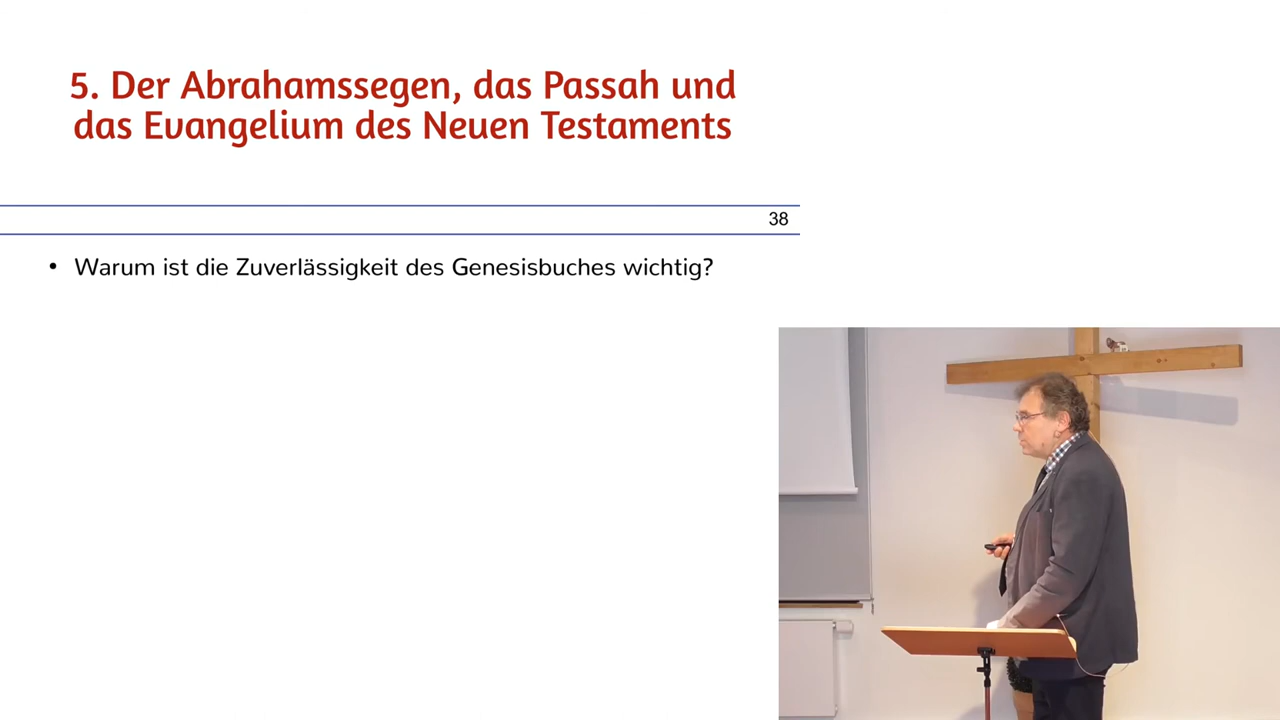 5. Der Abrahamssegen, das Passah und
das Evangelium des Neuen Testaments
38
• Warum ist die Zuverlässigkeit des Genesisbuches wichtig?